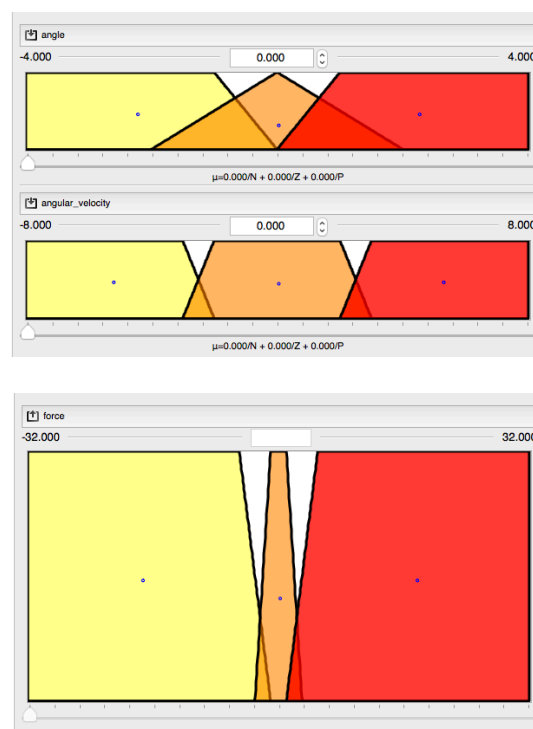 angle
-4.000 0.000 4.000
μ=0.000/N + 0.000/Z + 0.000/P
angular_velocity
-8.000 0.000 8.000
μ=0.000/N + 0.000/Z + 0.000/P
force
-32.000 32.000